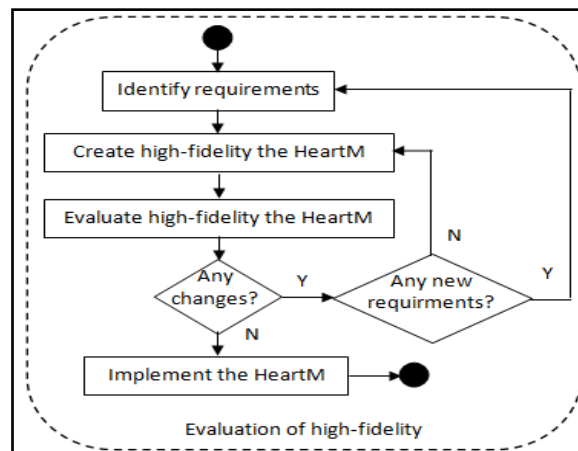 Identify requirements
Create high-fidelity the HeartM
Evaluate high-fidelity the HeartM
Any
changes?
Y
N
Any new
requirments?
N
Y
Implement the HeartM
Evaluation of high-fidelity